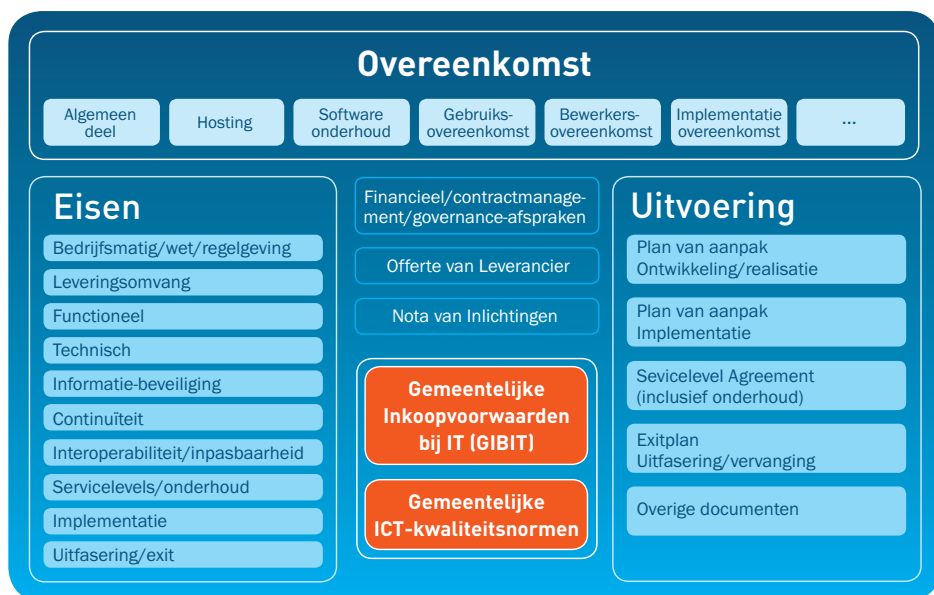 Overeenkomst
Algemeen
deel
Hosting
Software
onderhoud
Gebruiks-
overeenkomst
Bewerkers-
overeenkomst
Implementatie
overeenkomst
...
Eisen
Bedrijfsmatig/wet/regelgeving
Leveringsomvang
Functioneel
Technisch
Informatie-beveiliging
Continuïteit
Interoperabiliteit/inpasbaarheid
Servicelevels/onderhoud
Implementatie
Uitfasering/exit
Financieel/contractmanage-
ment/governance-afspraken
Offerte van Leverancier
Nota van Inlichtingen
Gemeentelijke
Inkoopvoorwaarden
bij IT (GIBIT)
Gemeentelijke
ICT-kwaliteitsnormen
Uitvoering
Plan van aanpak
Ontwikkeling/realisatie
Plan van aanpak
Implementatie
Sevicelevel Agreement
(inclusief onderhoud)
Exitplan
Uitfasering/vervanging
Overige documenten